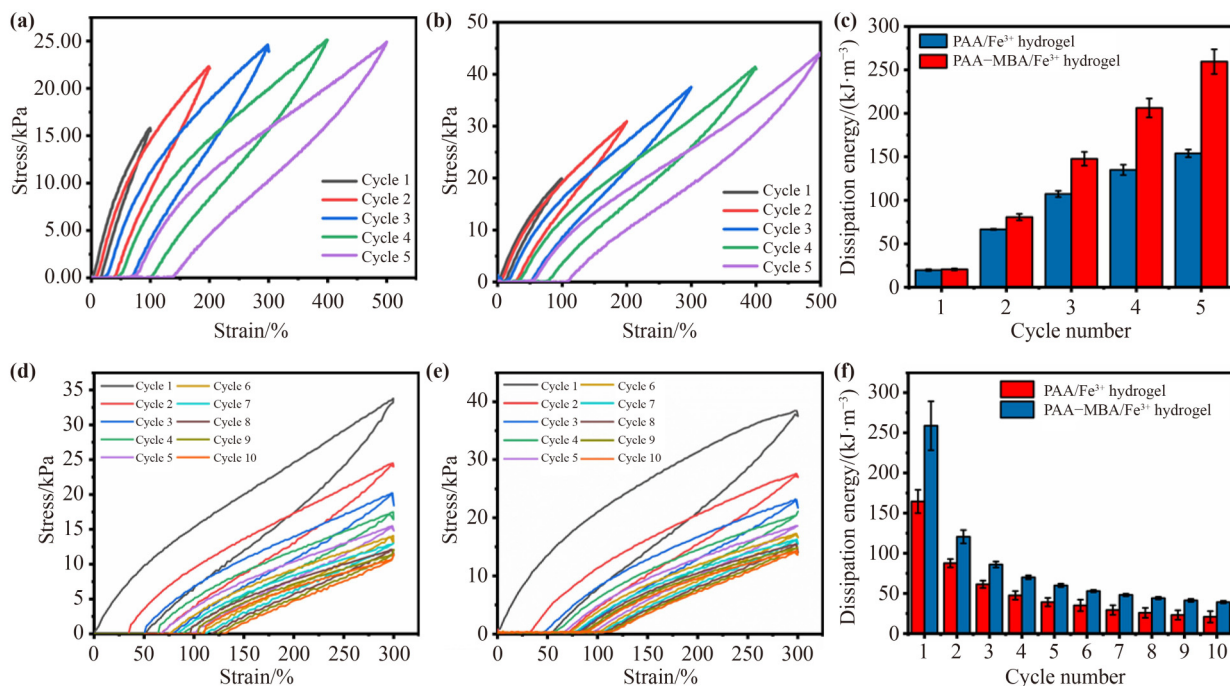 (a)
25.00
20.00
15.00
10.00
5.00
0.00
Stress/kPa
0 100 200 300 400 500
Strain/%
Cycle 1
Cycle 2
Cycle 3
Cycle 4
Cycle 5
(b)
50
40
30
20
10
0
Stress/kPa
0 100 200 300 400 500
Strain/%
Cycle 1
Cycle 2
Cycle 3
Cycle 4
Cycle 5
(c)
300
250
200
150
100
50
0
Dissipation energy/(kJ·m⁻³)
PAA/Fe³⁺ hydrogel
PAA−MBA/Fe³⁺ hydrogel
1 2 3 4 5
Cycle number
(d)
35
30
25
20
15
10
5
0
Stress/kPa
Cycle 1 Cycle 6
Cycle 2 Cycle 7
Cycle 3 Cycle 8
Cycle 4 Cycle 9
Cycle 5 Cycle 10
0 50 100 150 200 250 300
Strain/%
(e)
50
40
30
20
10
0
Stress/kPa
Cycle 1 Cycle 6
Cycle 2 Cycle 7
Cycle 3 Cycle 8
Cycle 4 Cycle 9
Cycle 5 Cycle 10
0 50 100 150 200 250 300
Strain/%
(f)
300
250
200
150
100
50
0
Dissipation energy/(kJ·m⁻³)
PAA/Fe³⁺ hydrogel
PAA−MBA/Fe³⁺ hydrogel
1 2 3 4 5 6 7 8 9 10
Cycle number